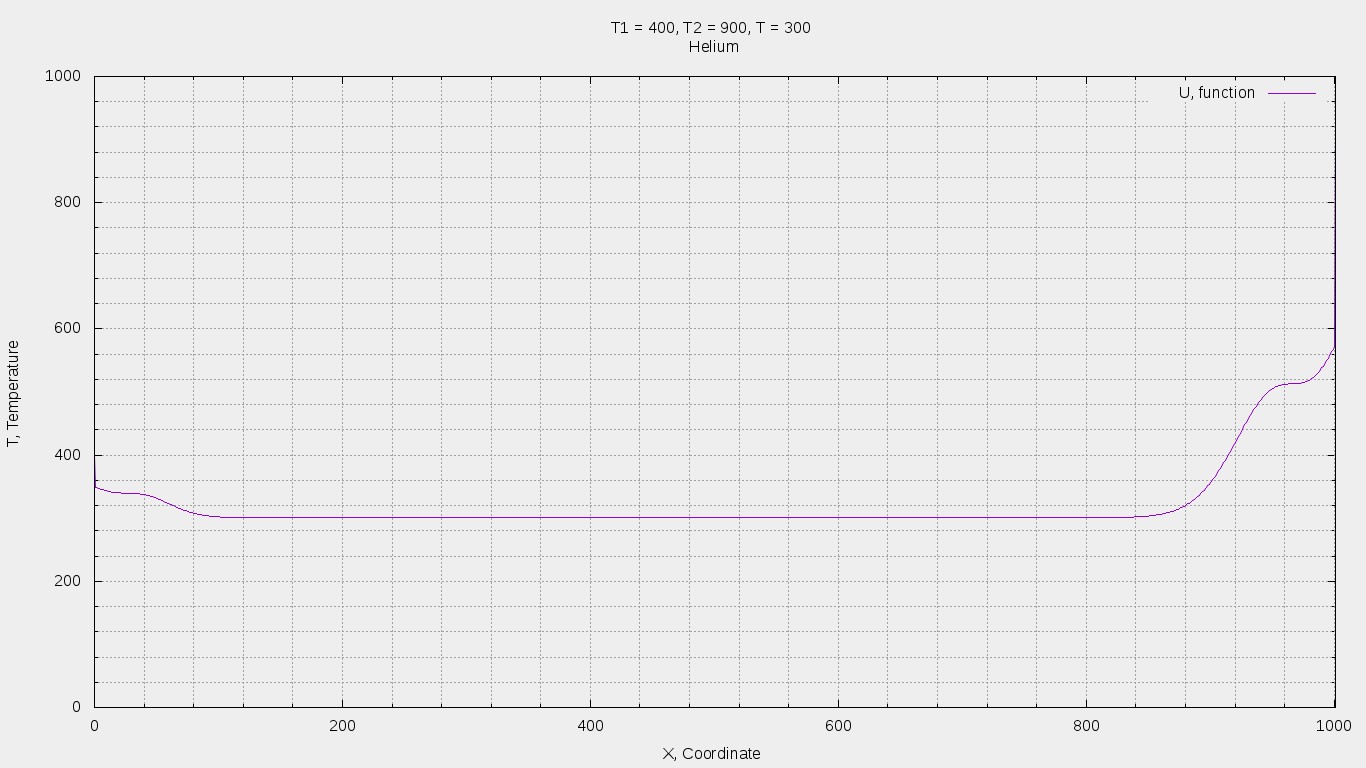 T1 = 400, T2 = 900, T = 300
Helium
U, function
1000
800
600
400
200
0
T, Temperature
0 200 400 600 800 1000
X, Coordinate